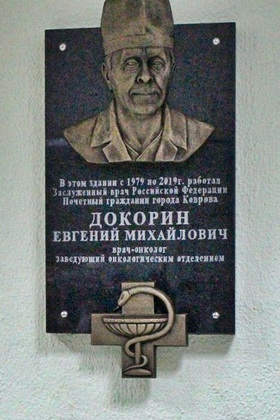 В этом здании с 1979 по 2019г. работал
Заслуженный врач Российской Федерации
Почетный гражданин города Коврова
ДОКОРИН
ЕВГЕНИЙ МИХАЙЛОВИЧ
врач-онколог
заведующий онкологическим отделением